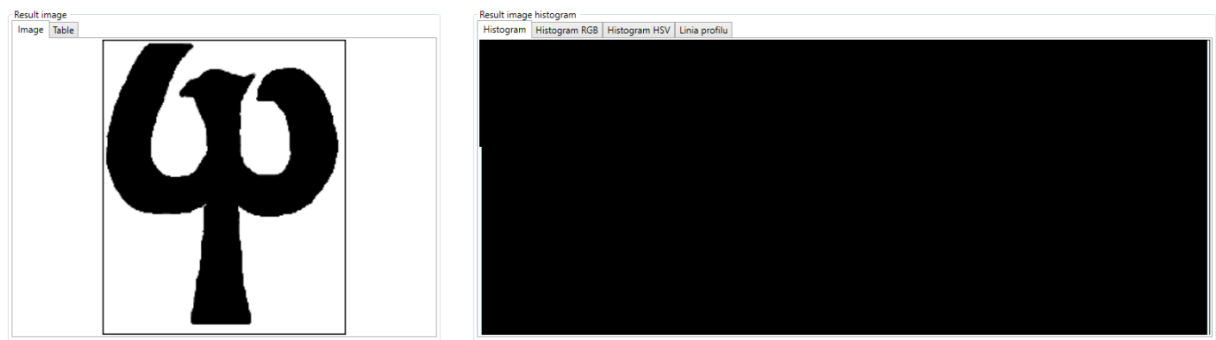 Result image
Image Table
Result image histogram
Histogram Histogram RGB Histogram HSV Linia profilu